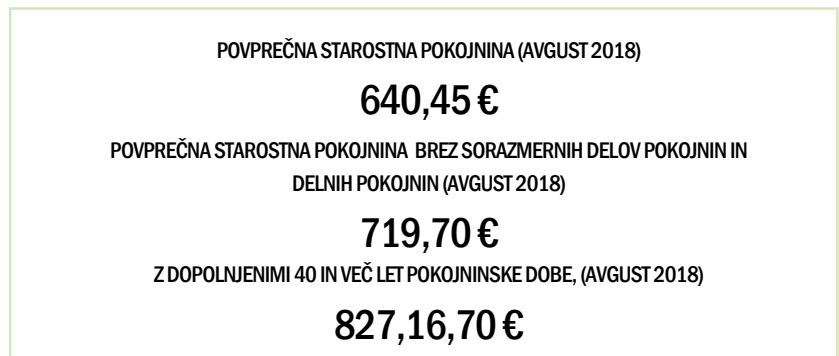 POVPREČNA STAROSTNA POKOJNINA (AVGUST 2018)
640,45 €
POVPREČNA STAROSTNA POKOJNINA BREZ SORAZMERNIH DELOV POKOJNIN IN
DELNIH POKOJNIN (AVGUST 2018)
719,70 €
Z DOPOLNJENIMI 40 IN VEČ LET POKOJNINSKE DOBE, (AVGUST 2018)
827,16,70 €